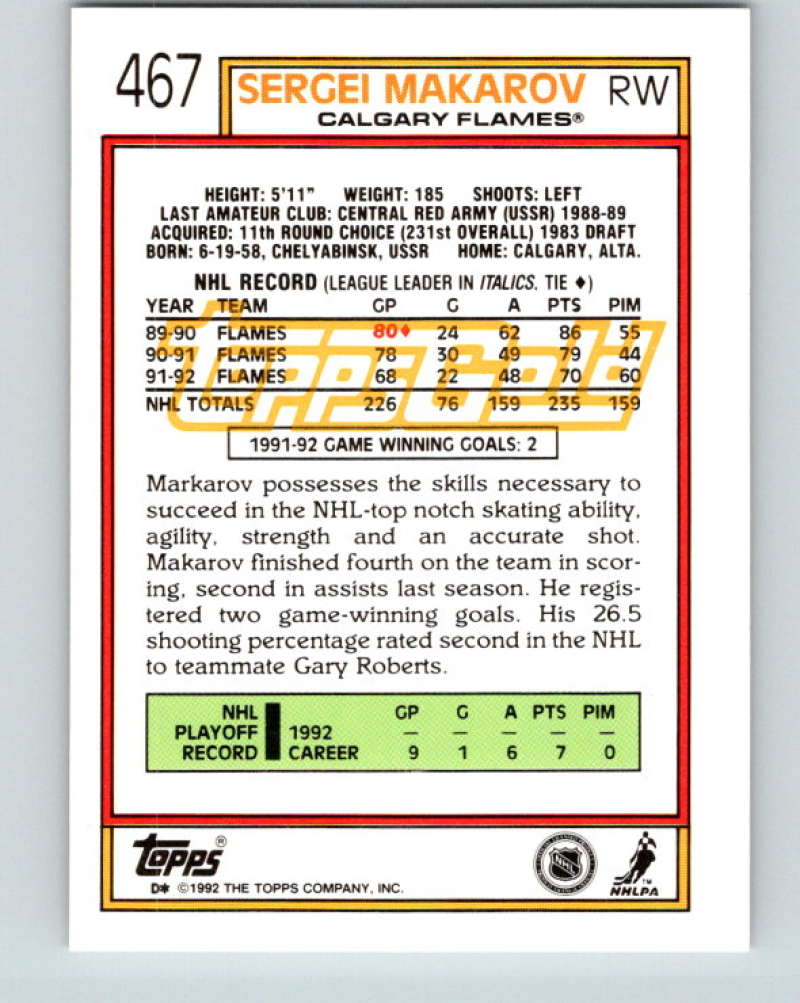 467
SERGEI MAKAROV RW
CALGARY FLAMES®
HEIGHT: 5'11" WEIGHT: 185 SHOOTS: LEFT
LAST AMATEUR CLUB: CENTRAL RED ARMY (USSR) 1988-89
ACQUIRED: 11th ROUND CHOICE (231st OVERALL) 1983 DRAFT
BORN: 6-19-58, CHELYABINSK, USSR HOME: CALGARY, ALTA.
NHL RECORD (LEAGUE LEADER IN ITALICS. TIE ♦)
YEAR TEAM GP G A PTS PIM
89-90 FLAMES 80♦ 24 62 86 55
90-91 FLAMES 78 30 49 79 44
91-92 FLAMES 68 22 48 70 60
NHL TOTALS 226 76 159 235 159
ToppsGold
1991-92 GAME WINNING GOALS: 2
Markarov possesses the skills necessary to
succeed in the NHL-top notch skating ability,
agility, strength and an accurate shot.
Makarov finished fourth on the team in scor-
ing, second in assists last season. He regis-
tered two game-winning goals. His 26.5
shooting percentage rated second in the NHL
to teammate Gary Roberts.
NHL GP G A PTS PIM
PLAYOFF 1992 — — — — —
RECORD CAREER 9 1 6 7 0
Topps®
D* ©1992 THE TOPPS COMPANY, INC.
NHL
NHLPA™